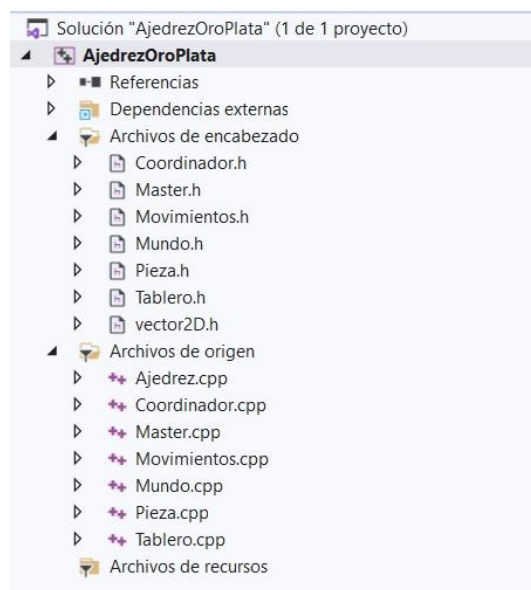 Solución "AjedrezOroPlata" (1 de 1 proyecto)
AjedrezOroPlata
Referencias
Dependencias externas
Archivos de encabezado
Coordinador.h
Master.h
Movimientos.h
Mundo.h
Pieza.h
Tablero.h
vector2D.h
Archivos de origen
Ajedrez.cpp
Coordinador.cpp
Master.cpp
Movimientos.cpp
Mundo.cpp
Pieza.cpp
Tablero.cpp
Archivos de recursos